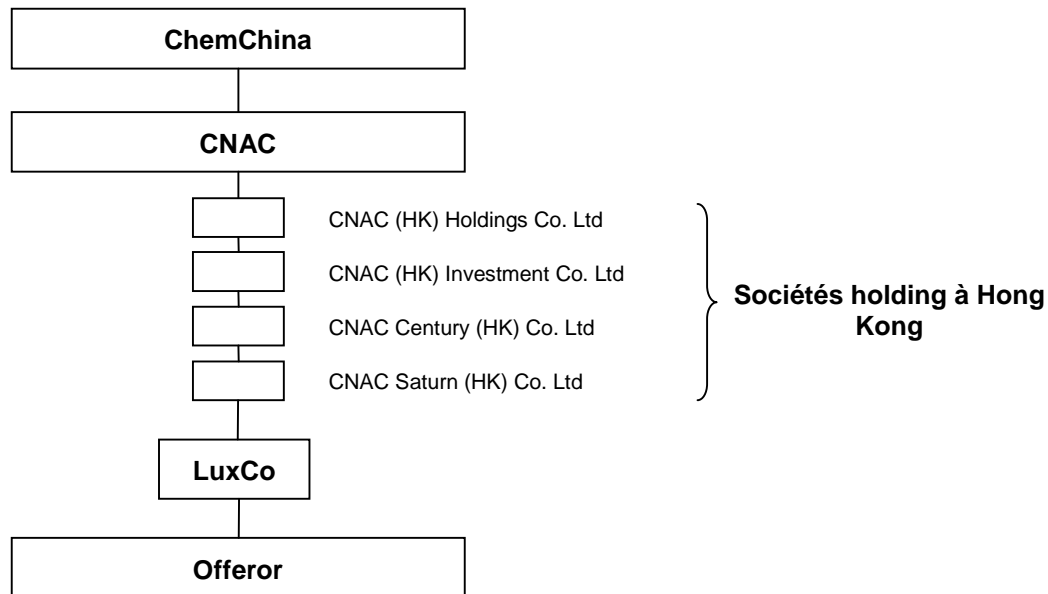 ChemChina
CNAC
CNAC (HK) Holdings Co. Ltd
CNAC (HK) Investment Co. Ltd
CNAC Century (HK) Co. Ltd
CNAC Saturn (HK) Co. Ltd
Sociétés holding à Hong
Kong
LuxCo
Offeror